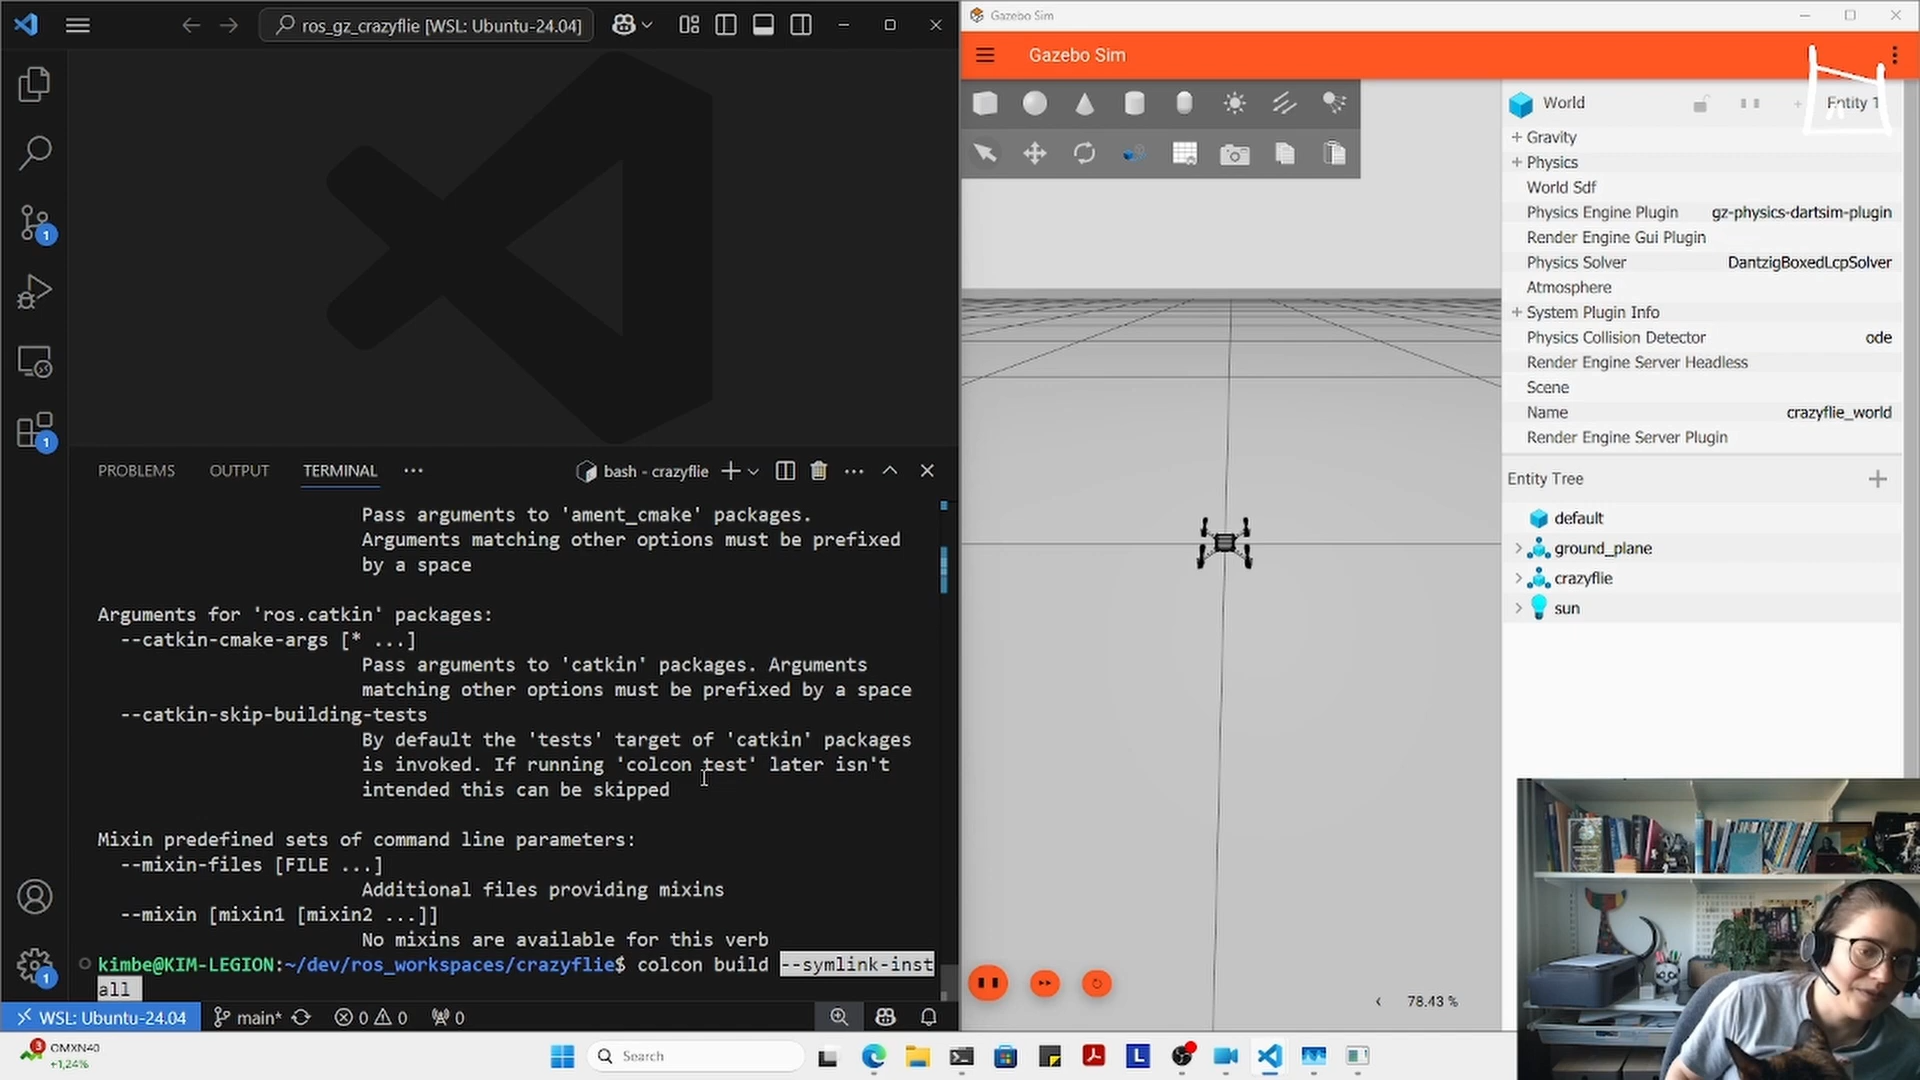 ros_gz_crazyflie [WSL: Ubuntu-24.04]
PROBLEMS OUTPUT TERMINAL ··· bash - crazyflie
Pass arguments to 'ament_cmake' packages.
Arguments matching other options must be prefixed
by a space
Arguments for 'ros.catkin' packages:
--catkin-cmake-args [* ...]
Pass arguments to 'catkin' packages. Arguments
matching other options must be prefixed by a space
--catkin-skip-building-tests
By default the 'tests' target of 'catkin' packages
is invoked. If running 'colcon test' later isn't
intended this can be skipped
Mixin predefined sets of command line parameters:
--mixin-files [FILE ...]
Additional files providing mixins
--mixin [mixin1 [mixin2 ...]]
No mixins are available for this verb
kimbe@KIM-LEGION:~/dev/ros_workspaces/crazyflie$ colcon build --symlink-inst
all
1
1
1
WSL: Ubuntu-24.04 main* 0 0 0
Gazebo Sim
Gazebo Sim
World
Gravity
Physics
World Sdf
Physics Engine Plugin gz-physics-dartsim-plugin
Render Engine Gui Plugin
Physics Solver DantzigBoxedLcpSolver
Atmosphere
System Plugin Info
Physics Collision Detector ode
Render Engine Server Headless
Scene
Name crazyflie_world
Render Engine Server Plugin
Entity Tree
default
ground_plane
crazyflie
sun
78.43 %
3
OMXN40
+1,24%
Search
L